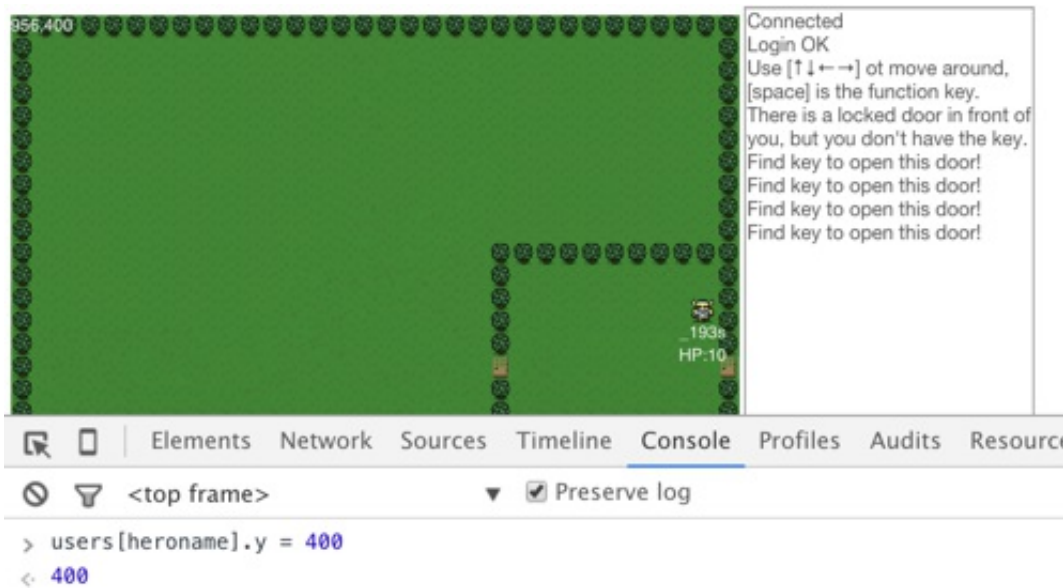 956,400
Connected
Login OK
Use [↑↓←→] ot move around,
[space] is the function key.
There is a locked door in front of
you, but you don't have the key.
Find key to open this door!
Find key to open this door!
Find key to open this door!
Find key to open this door!
_193s
HP:10
Elements Network Sources Timeline Console Profiles Audits Resourc
<top frame> ▼ Preserve log
> users[heroname].y = 400
<· 400